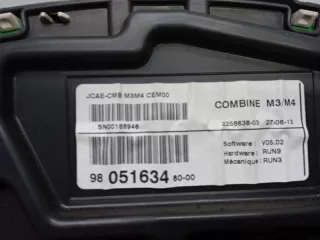 JCAE-CMB M3M4 CEM00
COMBINE M3/M4
SN00188946
2258638-03 27-06-13
Software : V05.02
Hardware: RUN9
Mécanique: RUN3
98 051634 80-00